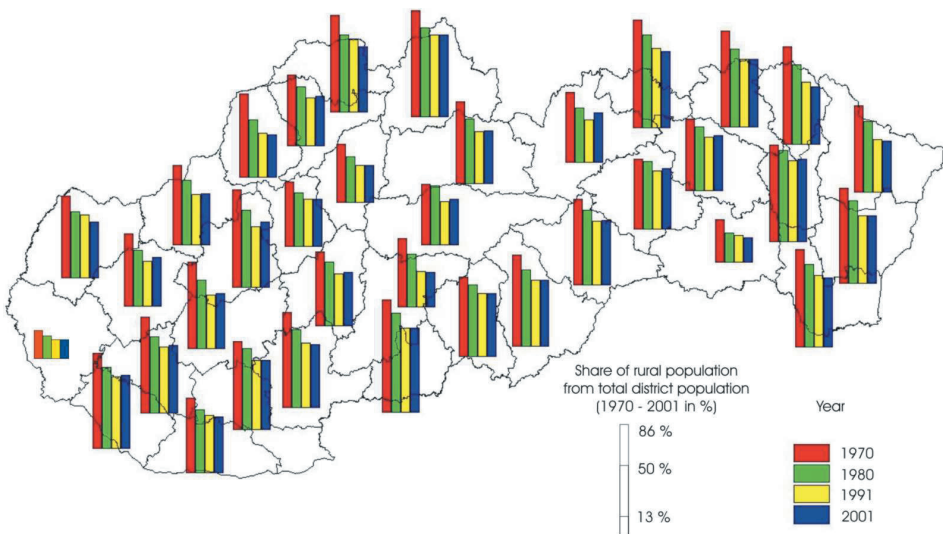 Share of rural population
from total district population
(1970 - 2001 in %)
86 %
50 %
13 %
Year
1970
1980
1991
2001